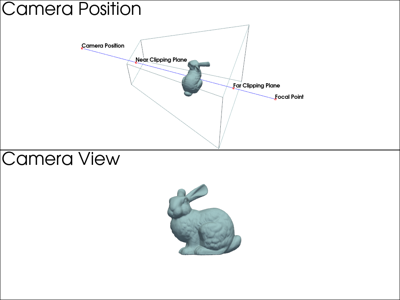 Camera Position
Camera Position
Near Clipping Plane
Far Clipping Plane
Focal Point
Camera View